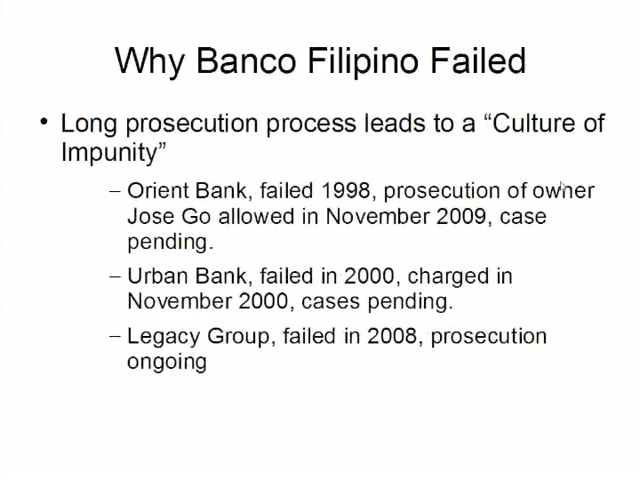 Why Banco Filipino Failed
• Long prosecution process leads to a “Culture of
Impunity”
– Orient Bank, failed 1998, prosecution of owner
Jose Go allowed in November 2009, case
pending.
– Urban Bank, failed in 2000, charged in
November 2000, cases pending.
– Legacy Group, failed in 2008, prosecution
ongoing